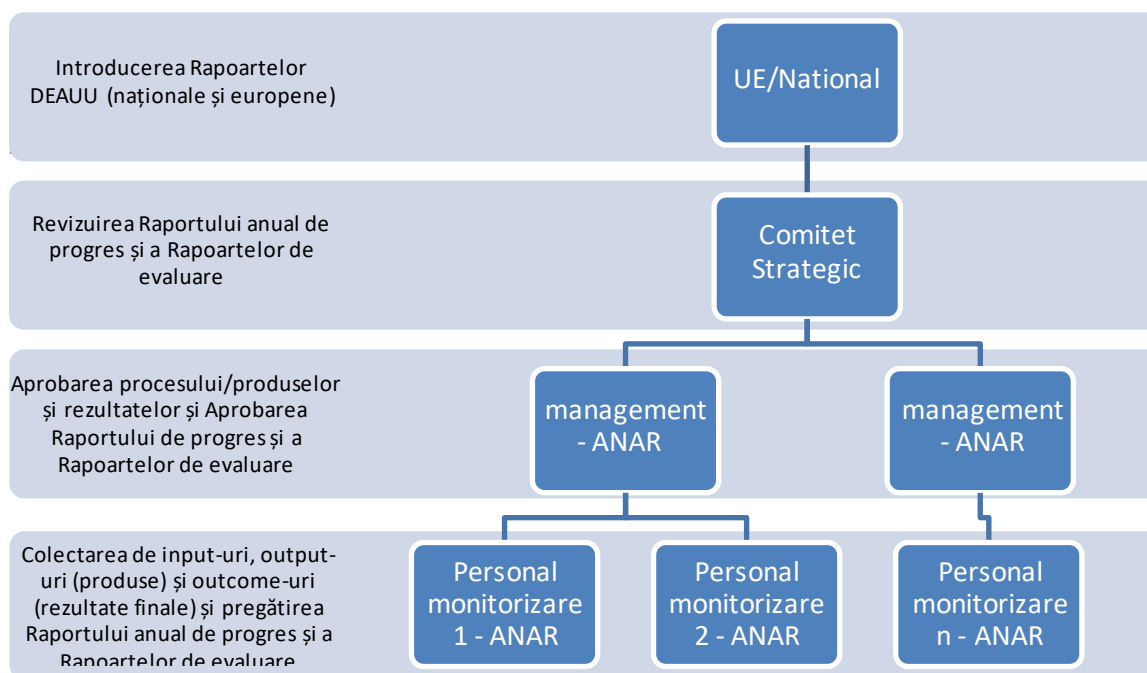 Introducerea Rapoartelor
DEAUU (naționale și europene)
UE/National
Revizuirea Raportului anual de
progres și a Rapoartelor de
evaluare
Comitet
Strategic
Aprobarea procesului/produselor
și rezultatelor și Aprobarea
Raportului de progres și a
Rapoartelor de evaluare
management
- ANAR
management
- ANAR
Colectarea de input-uri, output-
uri (produse) și outcome-uri
(rezultate finale) și pregătirea
Raportului anual de progres și a
Rapoartelor de evaluare
Personal
monitorizare
1 - ANAR
Personal
monitorizare
2 - ANAR
Personal
monitorizare
n - ANAR